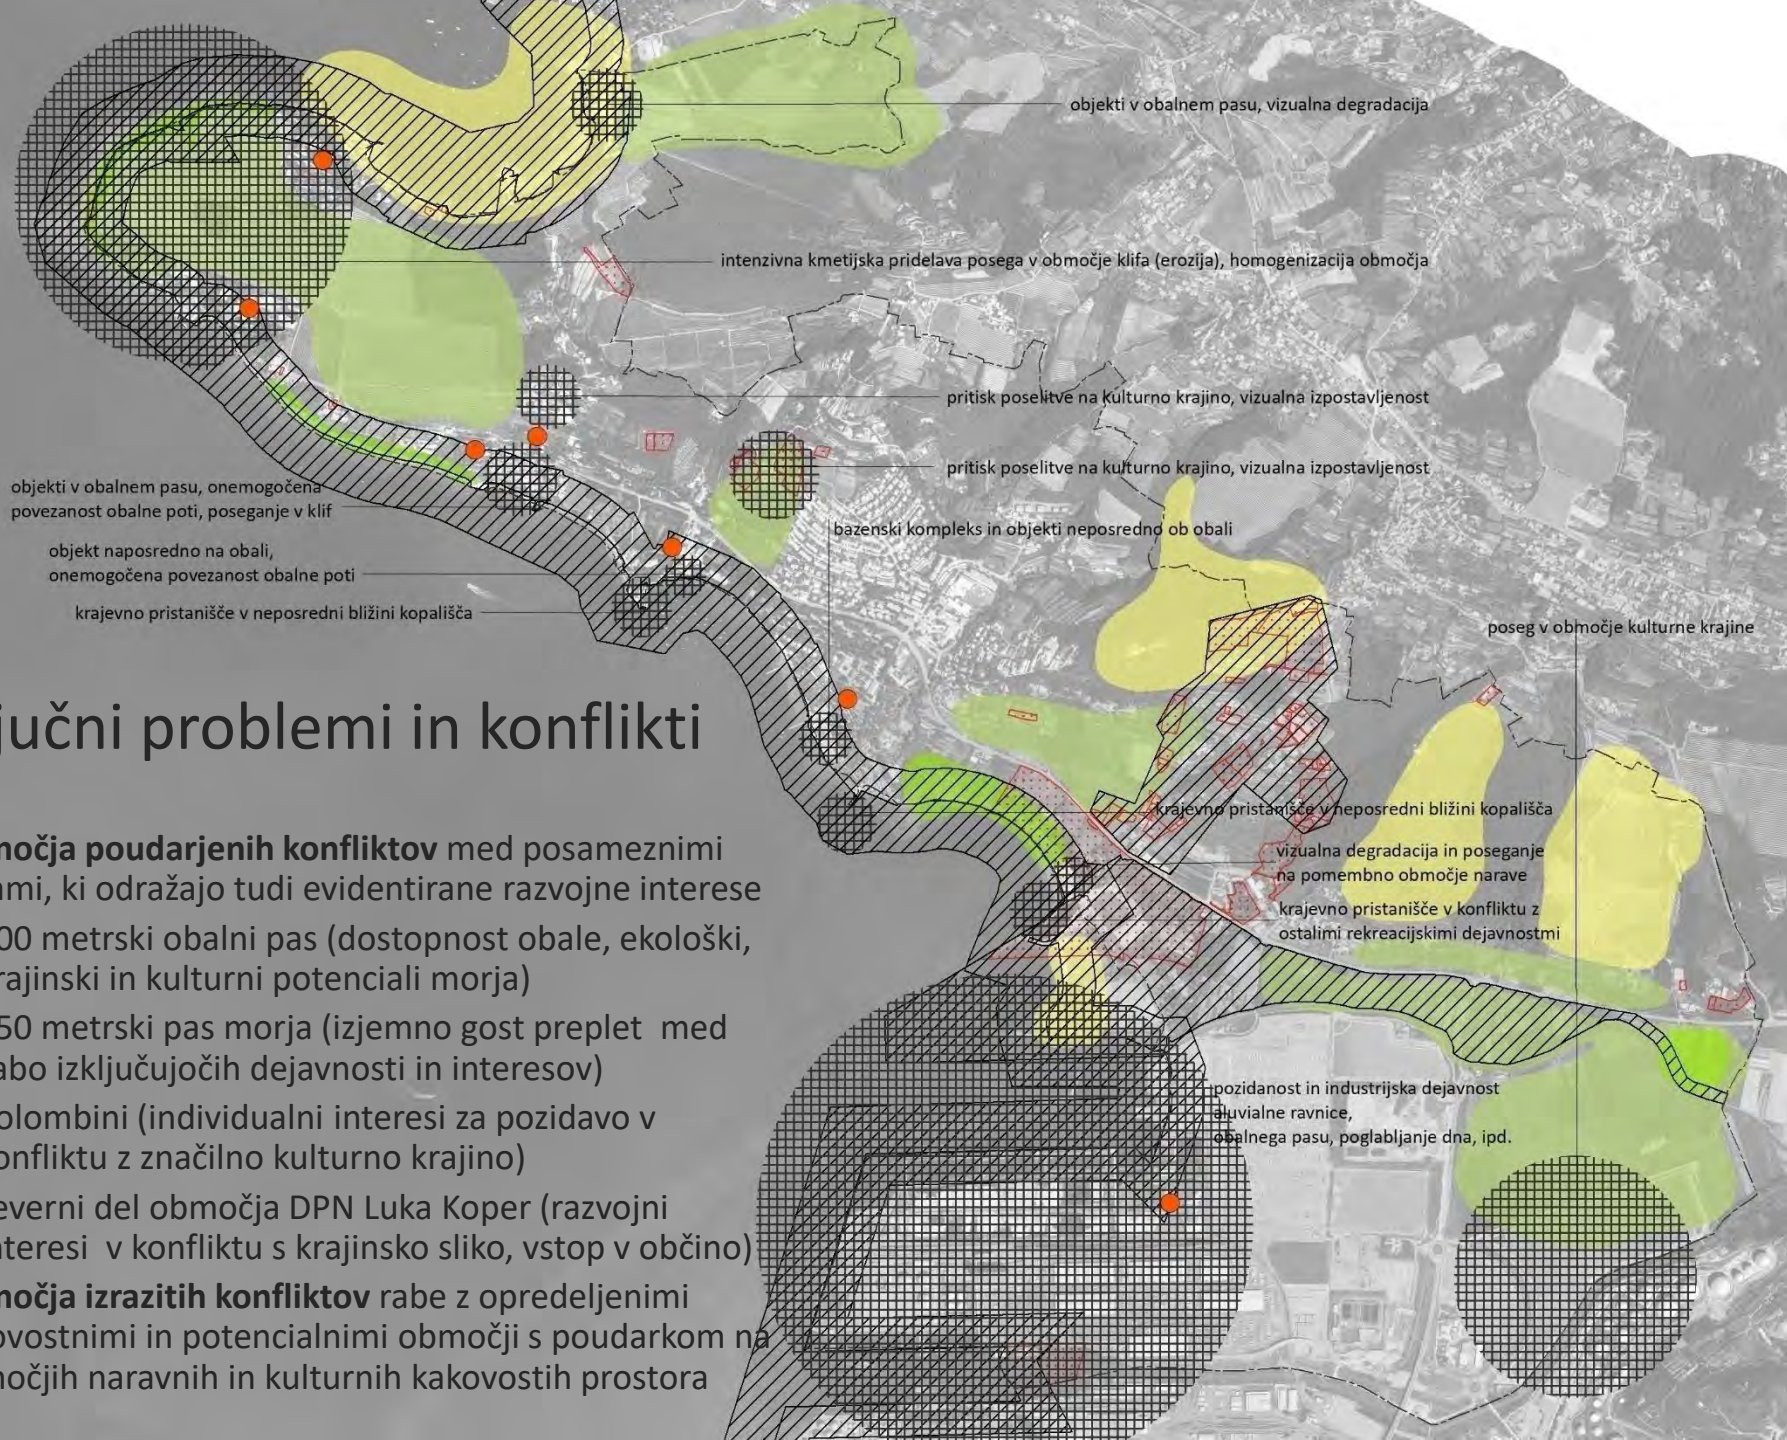 objekti v obalnem pasu, vizualna degradacija
intenzivna kmetijska pridelava posega v območje klifa (erozija), homogenizacija območja
pritisk poselitve na kulturno krajino, vizualna izpostavljenost
pritisk poselitve na kulturno krajino, vizualna izpostavljenost
objekti v obalnem pasu, onemogočena
povezanost obalne poti, poseganje v klif
bazenski kompleks in objekti neposredno ob obali
objekt naposredno na obali,
onemogočena povezanost obalne poti
krajevno pristanišče v neposredni bližini kopališča
poseg v območje kulturne krajine
jučni problemi in konflikti
krajevno pristanišče v neposredni bližini kopališča
vizualna degradacija in poseganje
na pomembno območje narave
krajevno pristanišče v konfliktu z
ostalimi rekreacijskimi dejavnostmi
pozidanost in industrijska dejavnost
aluvialne ravnice,
obalnega pasu, poglabljanje dna, ipd.
močja poudarjenih konfliktov med posameznimi
ami, ki odražajo tudi evidentirane razvojne interese
00 metrski obalni pas (dostopnost obale, ekološki,
rajinski in kulturni potenciali morja)
50 metrski pas morja (izjemno gost preplet med
abo izključujočih dejavnosti in interesov)
olombini (individualni interesi za pozidavo v
onfliktu z značilno kulturno krajino)
everni del območja DPN Luka Koper (razvojni
nteresi v konfliktu s krajinsko sliko, vstop v občino)
močja izrazitih konfliktov rabe z opredeljenimi
ovostnimi in potencialnimi območji s poudarkom na
močjih naravnih in kulturnih kakovostih prostora